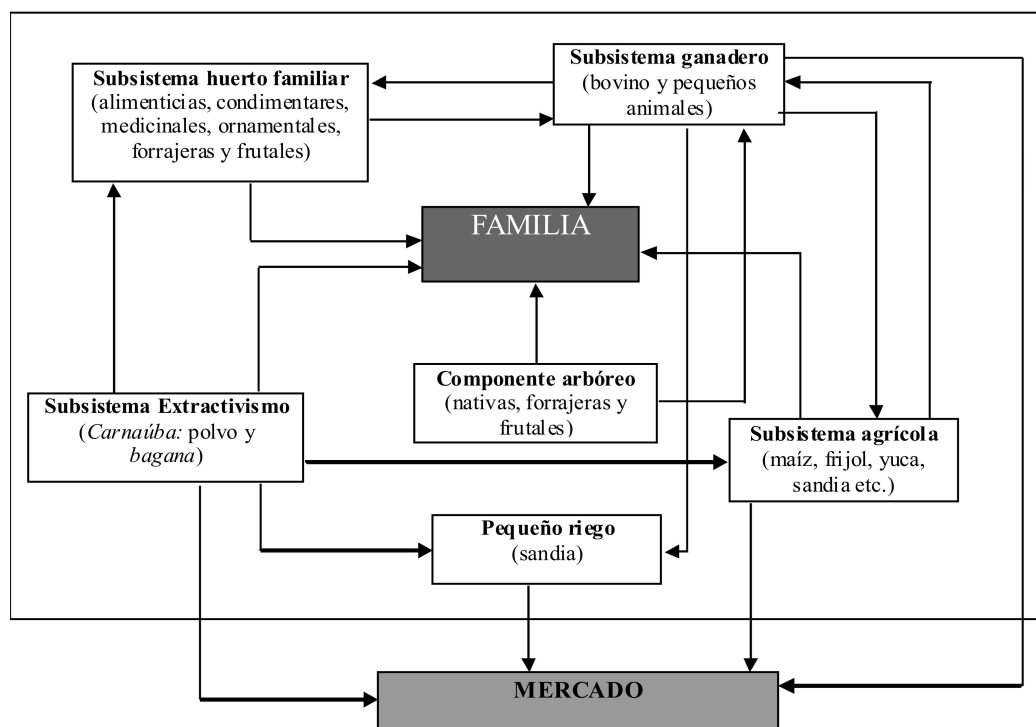 Subsistema huerto familiar
(alimenticias, condimentares,
medicinales, ornamentales,
forrajeras y frutales)
Subsistema ganadero
(bovino y pequeños
animales)
FAMILIA
Componente arbóreo
(nativas, forrajeras y
frutales)
Subsistema Extractivismo
(Carnaúba: polvo y
bagana)
Subsistema agrícola
(maíz, frijol, yuca,
sandia etc.)
Pequeño riego
(sandia)
MERCADO